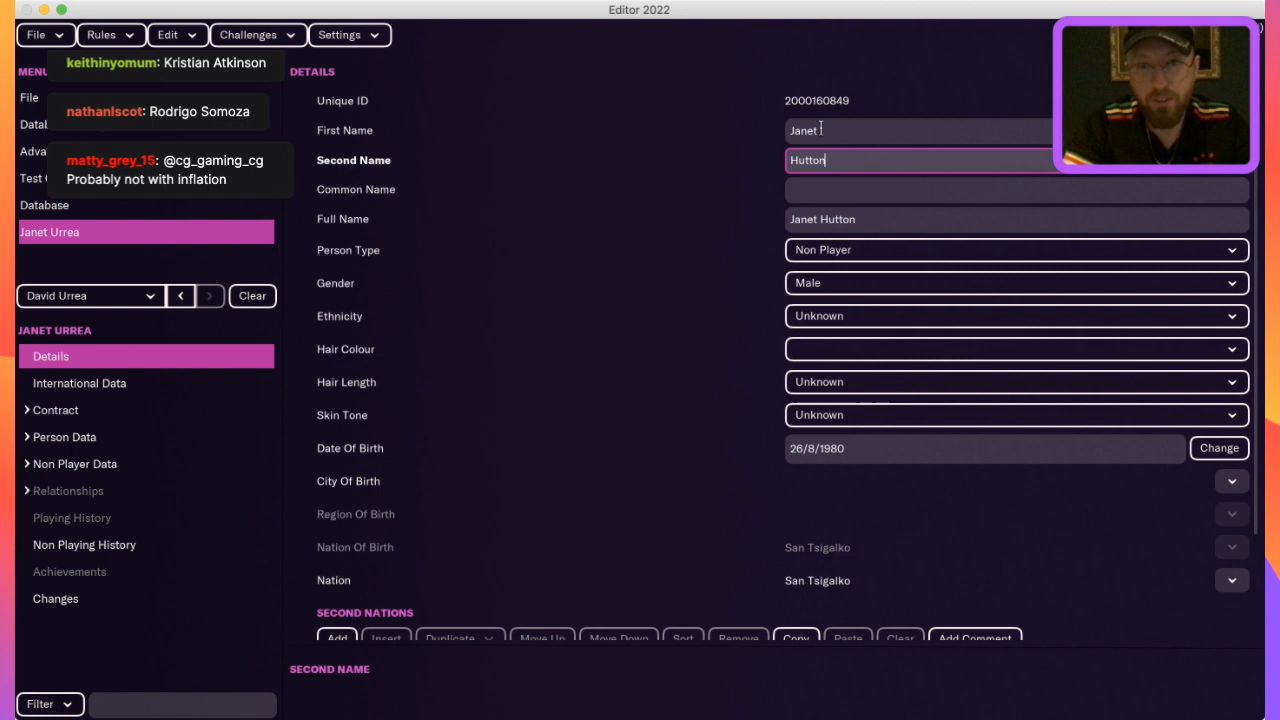 Editor 2022
File
Rules
Edit
Challenges
Settings
keithinyomum: Kristian Atkinson
nathanlscot: Rodrigo Somoza
matty_grey_15: @cg_gaming_cg
Probably not with inflation
MENU
File
Database
Janet Urrea
David Urrea
Clear
JANET URREA
Details
International Data
Contract
Person Data
Non Player Data
Relationships
Playing History
Non Playing History
Achievements
Changes
Filter
DETAILS
Unique ID 2000160849
First Name Janet
Second Name Hutton
Common Name
Full Name Janet Hutton
Person Type Non Player
Gender Male
Ethnicity Unknown
Hair Colour
Hair Length Unknown
Skin Tone Unknown
Date Of Birth 26/8/1980 Change
City Of Birth
Region Of Birth
Nation Of Birth San Tsigalko
Nation San Tsigalko
SECOND NATIONS
Add Insert Duplicate Move Up Move Down Sort Remove Copy Paste Clear Add Comment
SECOND NAME